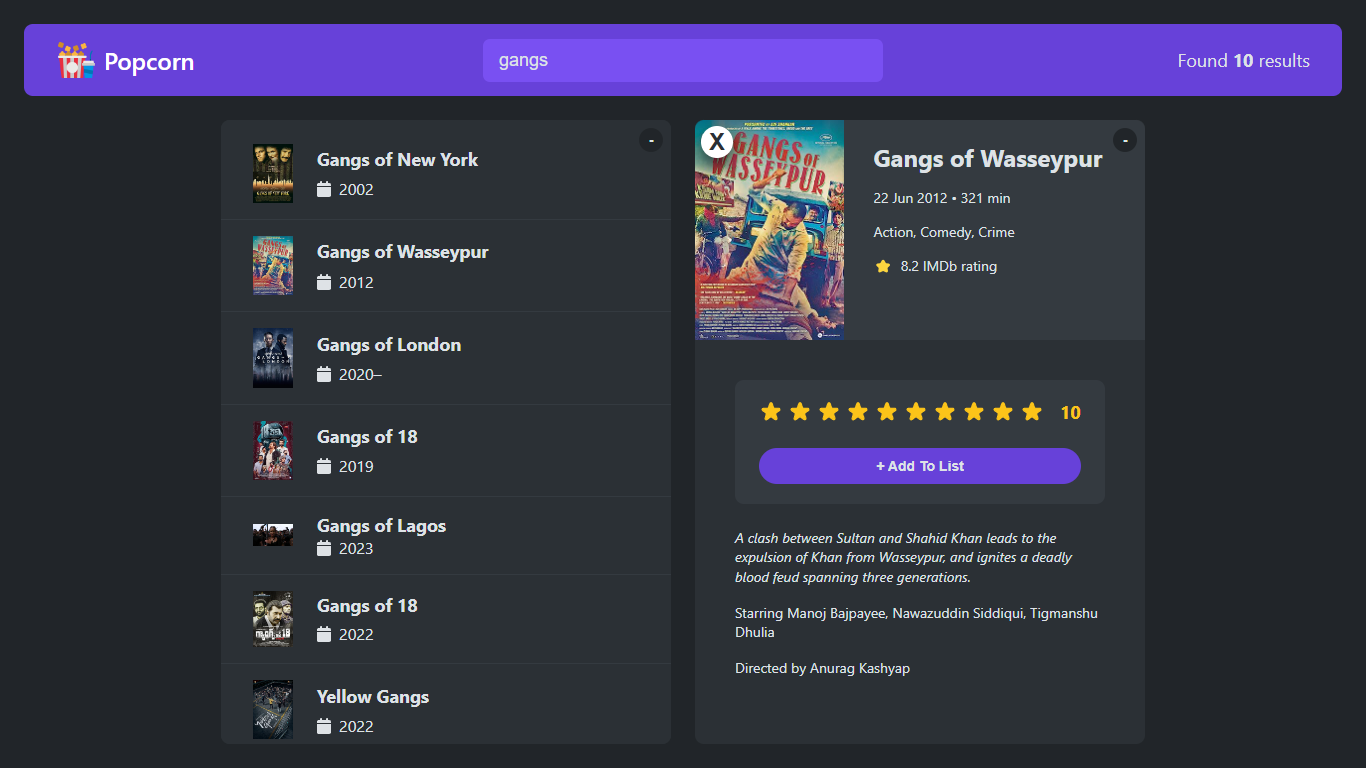 Popcorn
gangs
Found 10 results
-
Gangs of New York
2002
Gangs of Wasseypur
2012
Gangs of London
2020–
Gangs of 18
2019
Gangs of Lagos
2023
Gangs of 18
2022
Yellow Gangs
2022
X
GANGS OF
WASSEYPUR
-
Gangs of Wasseypur
22 Jun 2012 • 321 min
Action, Comedy, Crime
8.2 IMDb rating
10
+ Add To List
A clash between Sultan and Shahid Khan leads to the
expulsion of Khan from Wasseypur, and ignites a deadly
blood feud spanning three generations.
Starring Manoj Bajpayee, Nawazuddin Siddiqui, Tigmanshu
Dhulia
Directed by Anurag Kashyap